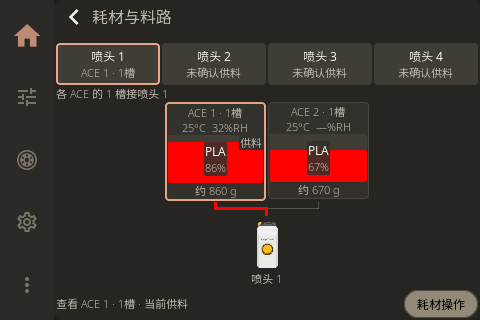 耗材与料路
喷头 1
ACE 1 · 1槽
喷头 2
未确认供料
喷头 3
未确认供料
喷头 4
未确认供料
各 ACE 的 1 槽接喷头 1
ACE 1 · 1槽
25°C 32%RH
供料
PLA
86%
约 860 g
ACE 2 · 1槽
25°C —%RH
PLA
67%
约 670 g
喷头 1
查看 ACE 1 · 1槽 · 当前供料
耗材操作